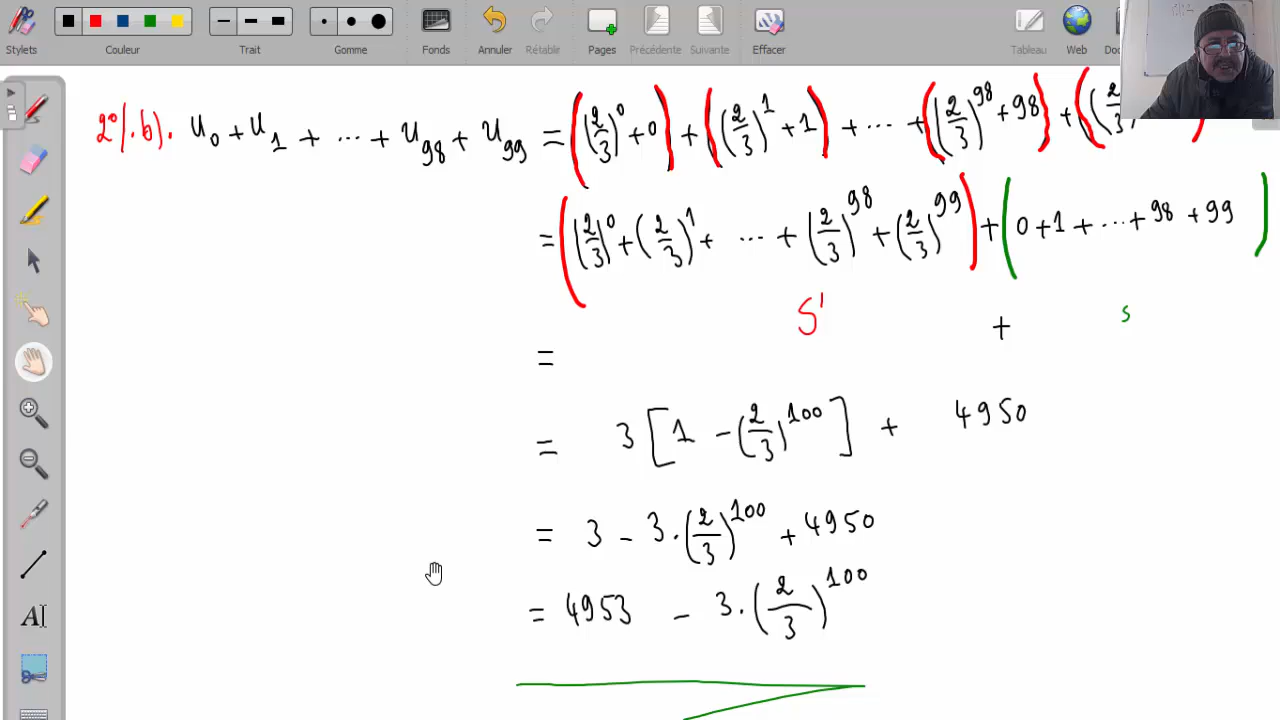 Stylets Couleur Trait Gomme Fonds Annuler Rétable Pages Précédente Suivante Effacer Tableau Web
2°/.b). U₀ + U₁ + ... + U₉₈ + U₉₉ = ((2/3)⁰ + 0) + ((2/3)¹ + 1) + ... + ((2/3)⁹⁸ + 98) + ((
= ((2/3)⁰ + (2/3)¹ + ... + (2/3)⁹⁸ + (2/3)⁹⁹) + (0 + 1 + ... + 98 + 99)
= S' + s
= 3 [1 - (2/3)¹⁰⁰] + 4950
= 3 - 3.(2/3)¹⁰⁰ + 4950
= 4953 - 3.(2/3)¹⁰⁰